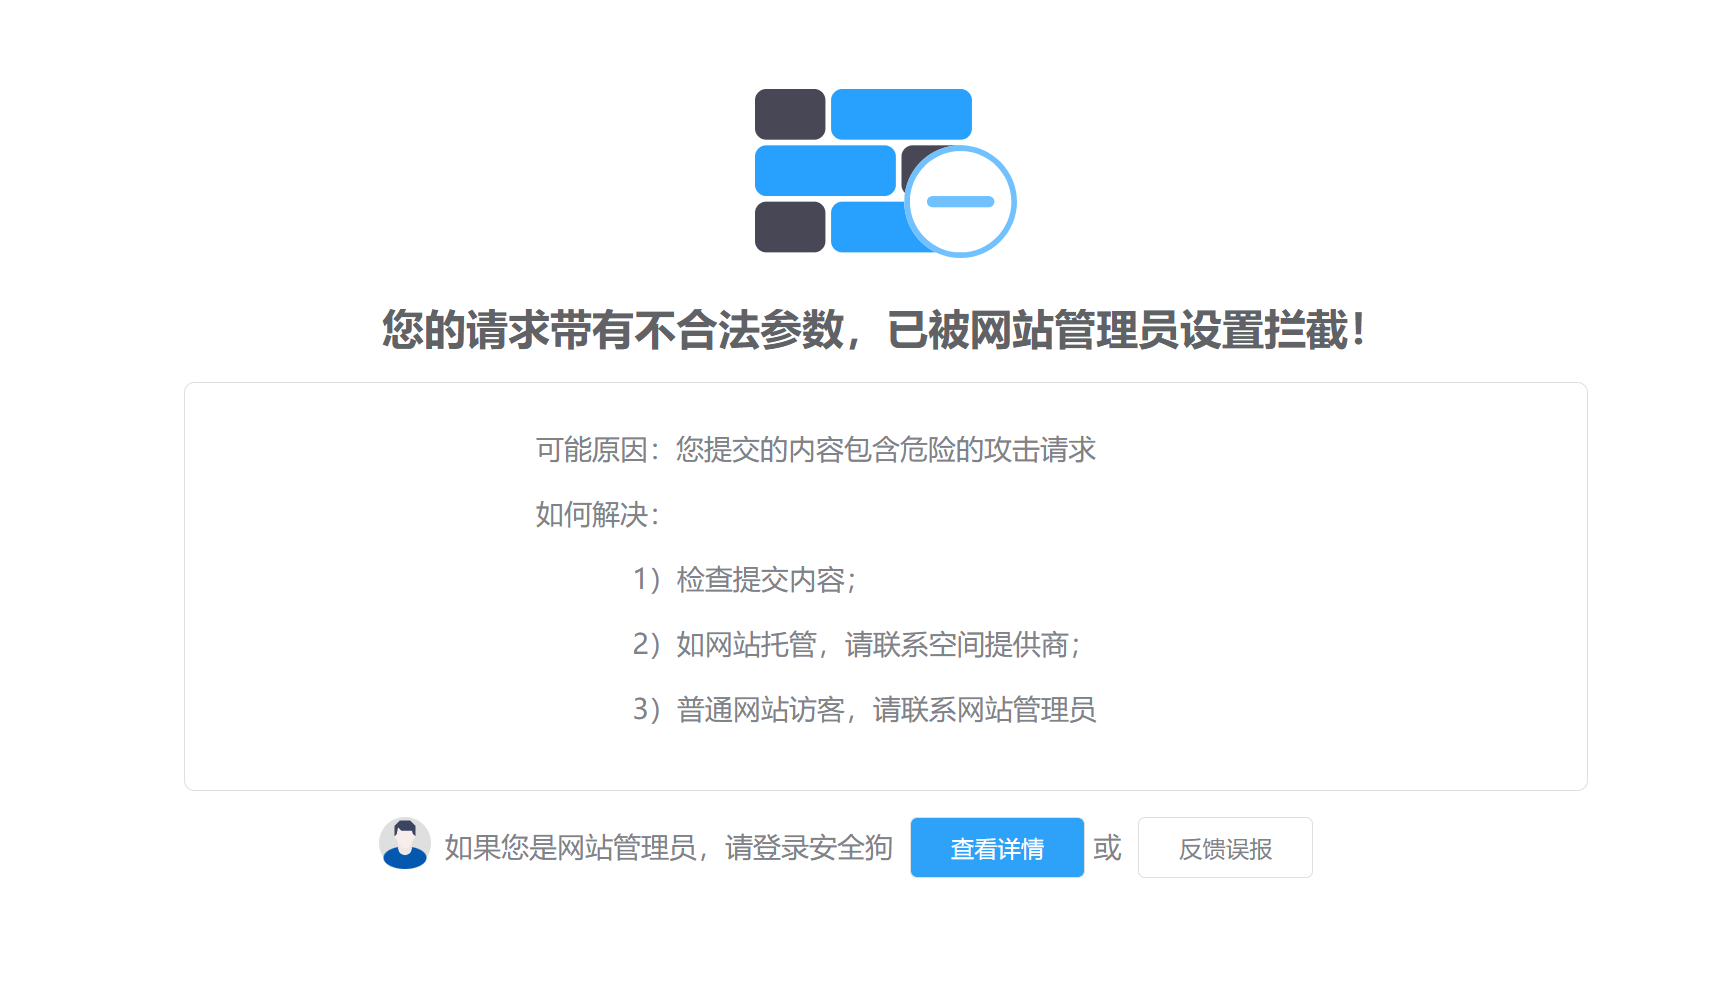 您的请求带有不合法参数，已被网站管理员设置拦截！
可能原因：您提交的内容包含危险的攻击请求
如何解决：
1）检查提交内容；
2）如网站托管，请联系空间提供商；
3）普通网站访客，请联系网站管理员
如果您是网站管理员，请登录安全狗 查看详情 或 反馈误报